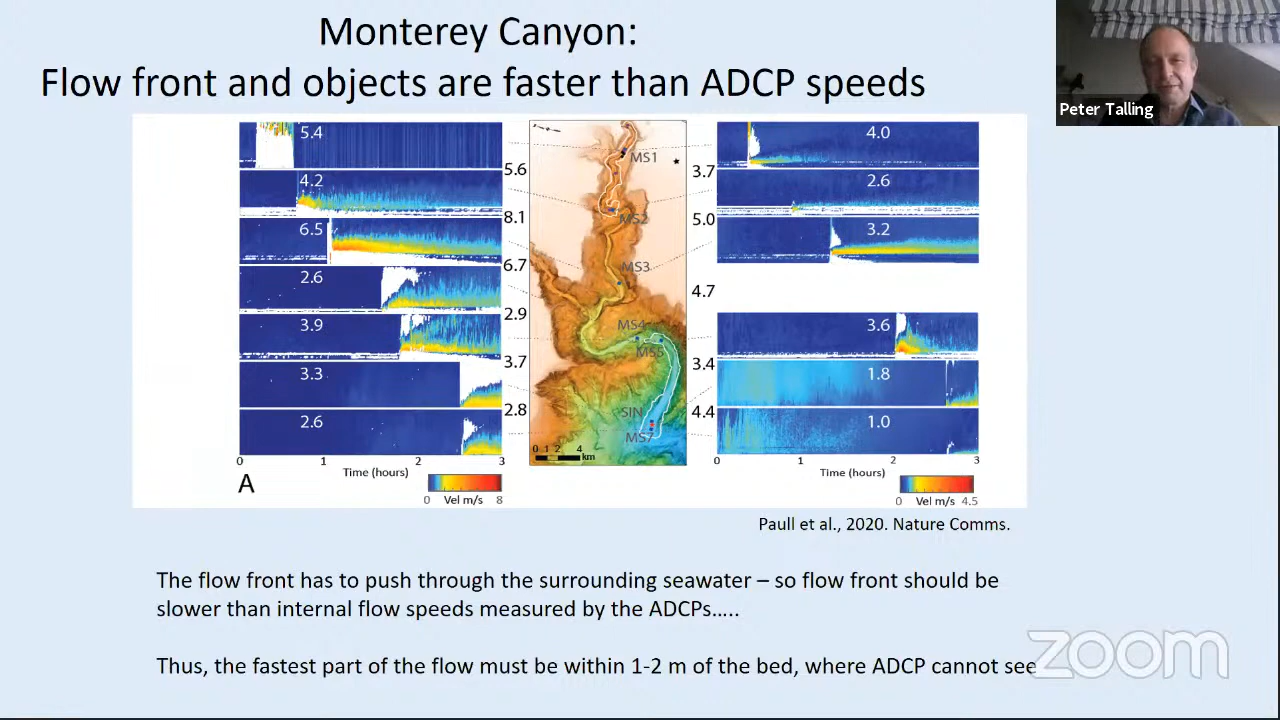 Monterey Canyon:
Flow front and objects are faster than ADCP speeds
Peter Talling
5.4
5.6
4.2
8.1
6.5
6.7
2.6
2.9
3.9
3.7
3.3
2.8
2.6
0 1 2 3
Time (hours)
A
0 Vel m/s 8
MS1
MS2
MS3
MS4
MS5
SIN
MS7
0 1 2 4
km
4.0
3.7
2.6
5.0
3.2
4.7
3.6
3.4
1.8
4.4
1.0
0 1 2 3
Time (hours)
0 Vel m/s 4.5
Paull et al., 2020. Nature Comms.
The flow front has to push through the surrounding seawater – so flow front should be
slower than internal flow speeds measured by the ADCPs.....
Thus, the fastest part of the flow must be within 1-2 m of the bed, where ADCP cannot see
zoom